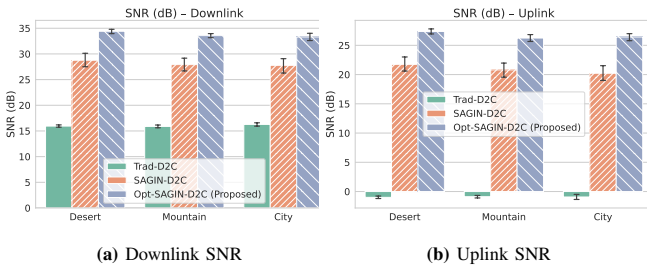 SNR (dB) – Downlink
SNR (dB)
35
30
25
20
15
10
5
0
Trad-D2C
SAGIN-D2C
Opt-SAGIN-D2C (Proposed)
Desert Mountain City
(a) Downlink SNR
SNR (dB) – Uplink
SNR (dB)
25
20
15
10
5
0
Trad-D2C
SAGIN-D2C
Opt-SAGIN-D2C (Proposed)
Desert Mountain City
(b) Uplink SNR